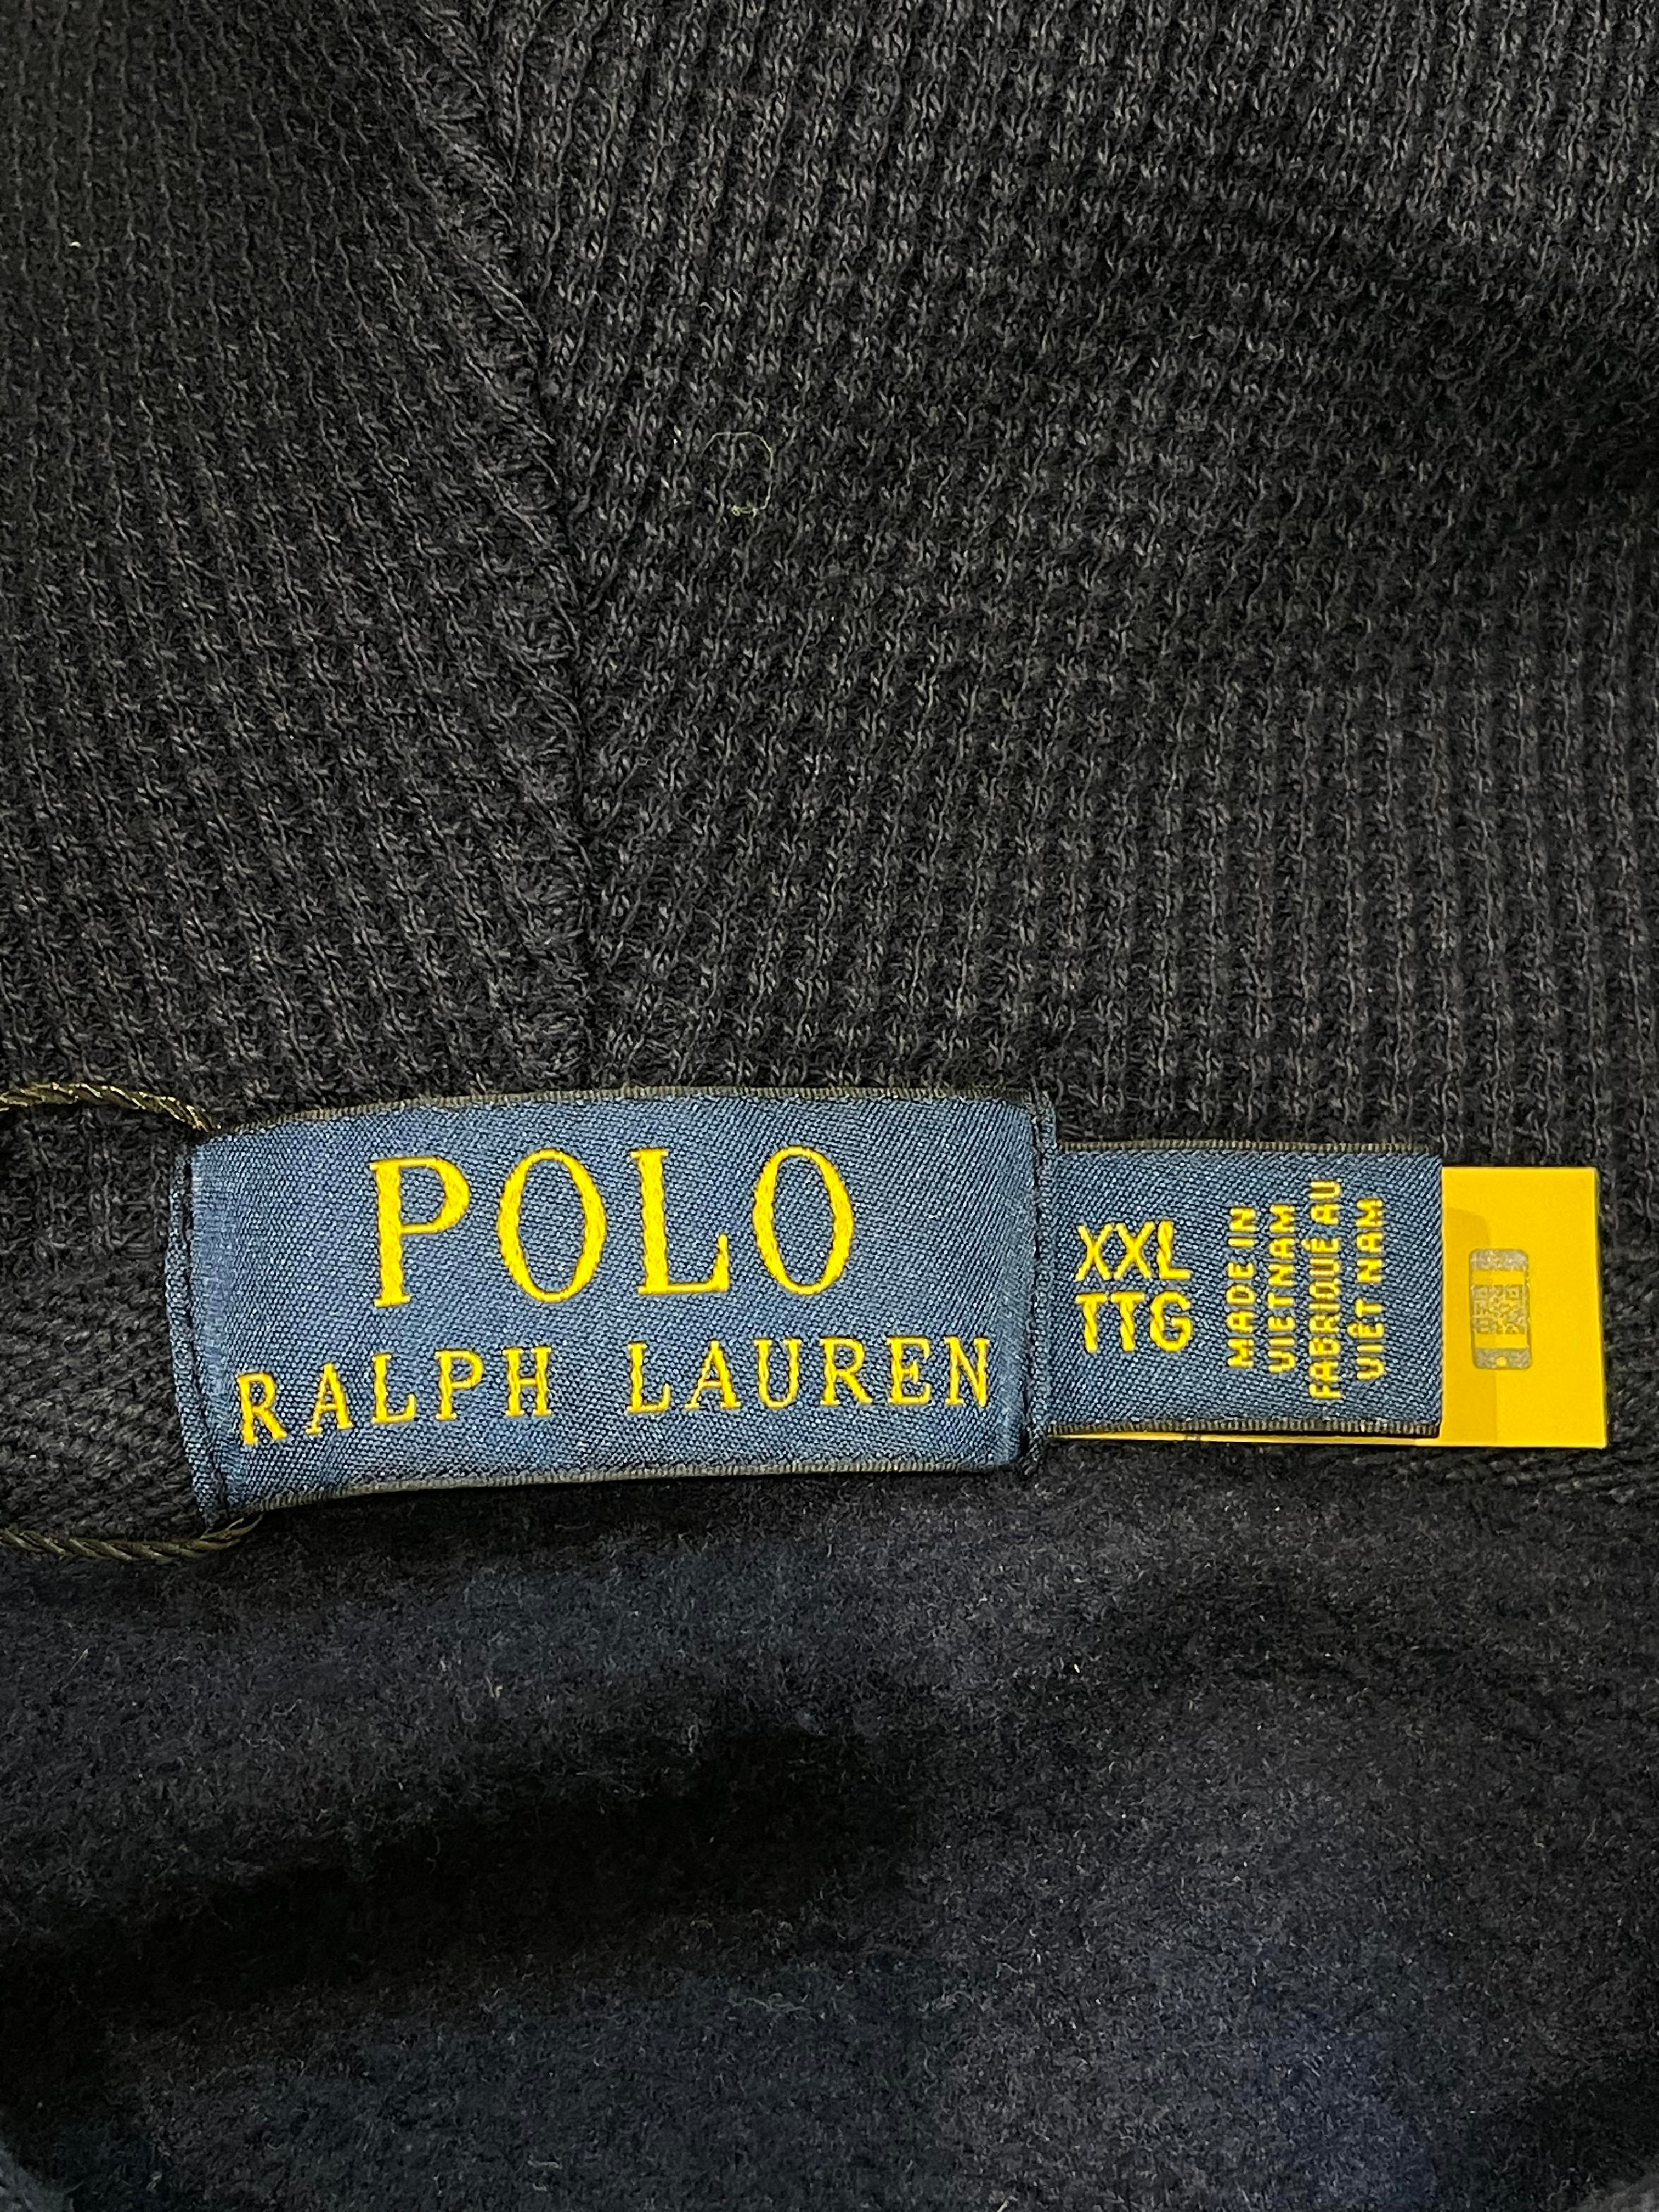 POLO
RALPH LAUREN
XXL
TTG
MADE IN
VIETNAM
FABRIQUÉ AU
VIÊT NAM